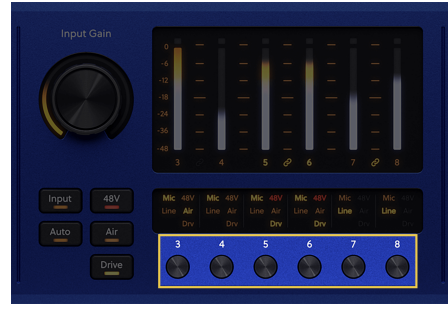 Input Gain
0
-6
-12
-18
-24
-36
-48
3 4 5 6 7 8
Input 48V
Auto Air
Drive
Mic 48V Mic 48V Mic 48V Mic 48V Mic Mic
Line Air Line Air Line Air Line Air Line Line
Drv Drv Drv Drv
3 4 5 6 7 8